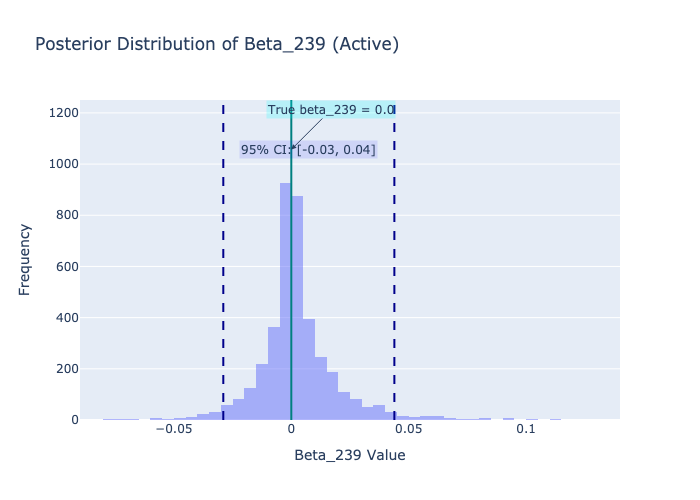 Posterior Distribution of Beta_239 (Active)
True beta_239 = 0.0
95% CI: [-0.03, 0.04]
1200
1000
800
600
400
200
0
Frequency
−0.05
0
0.05
0.1
Beta_239 Value